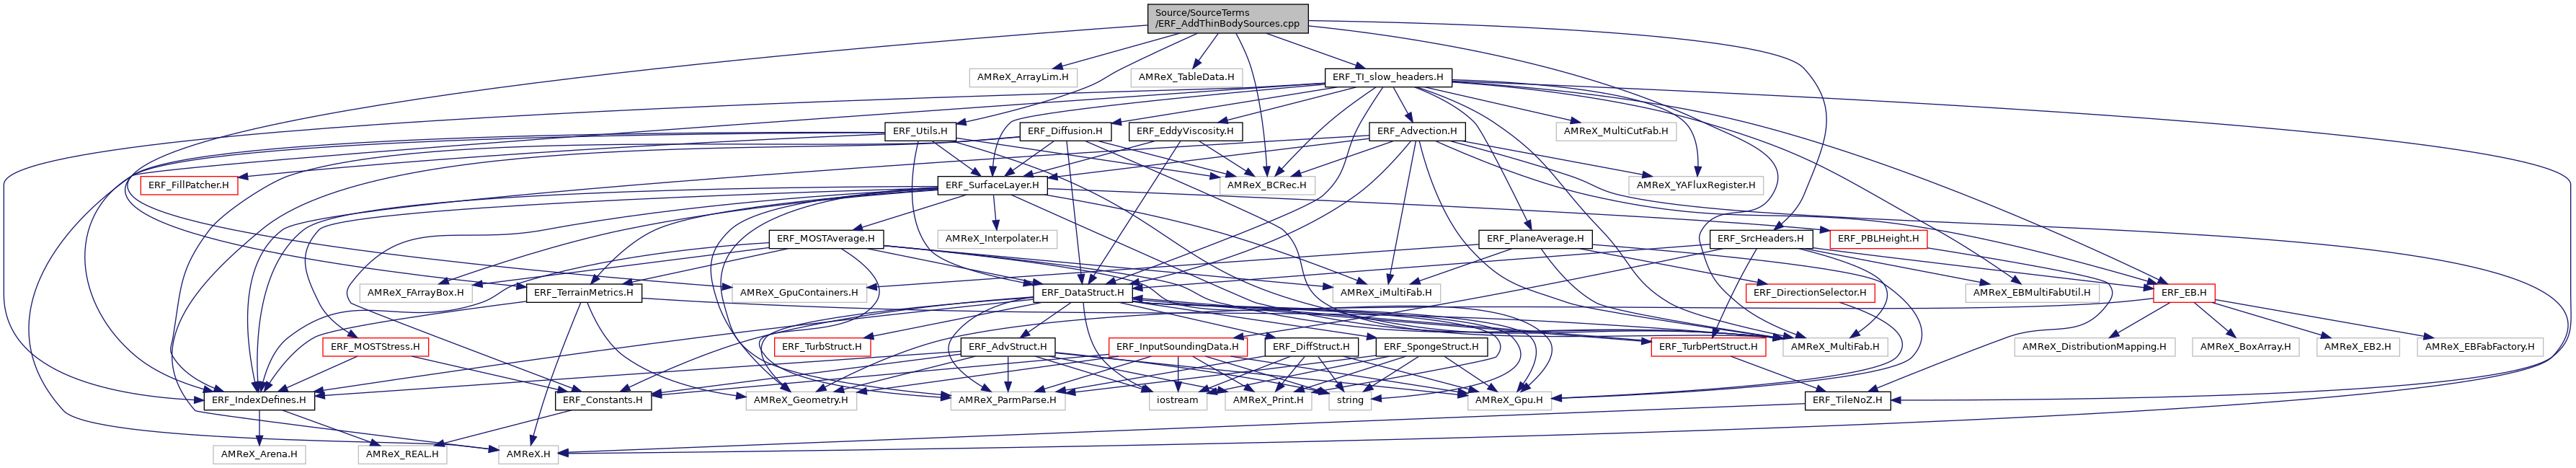 Source/SourceTerms
/ERF_AddThinBodySources.cpp
AMReX_ArrayLim.H
AMReX_TableData.H
ERF_TI_slow_headers.H
ERF_Utils.H
ERF_Diffusion.H
ERF_EddyViscosity.H
ERF_Advection.H
AMReX_MultiCutFab.H
ERF_FillPatcher.H
ERF_SurfaceLayer.H
AMReX_BCRec.H
AMReX_YAFluxRegister.H
ERF_MOSTAverage.H
AMReX_Interpolater.H
ERF_PlaneAverage.H
ERF_SrcHeaders.H
ERF_PBLHeight.H
AMReX_FArrayBox.H
ERF_TerrainMetrics.H
AMReX_GpuContainers.H
ERF_DataStruct.H
AMReX_iMultiFab.H
ERF_DirectionSelector.H
AMReX_EBMultiFabUtil.H
ERF_EB.H
ERF_MOSTStress.H
ERF_TurbStruct.H
ERF_AdvStruct.H
ERF_InputSoundingData.H
ERF_DiffStruct.H
ERF_SpongeStruct.H
ERF_TurbPertStruct.H
AMReX_MultiFab.H
AMReX_DistributionMapping.H
AMReX_BoxArray.H
AMReX_EB2.H
AMReX_EBFabFactory.H
ERF_IndexDefines.H
ERF_Constants.H
AMReX_Geometry.H
AMReX_ParmParse.H
iostream
AMReX_Print.H
string
AMReX_Gpu.H
ERF_TileNoZ.H
AMReX_Arena.H
AMReX_REAL.H
AMReX.H